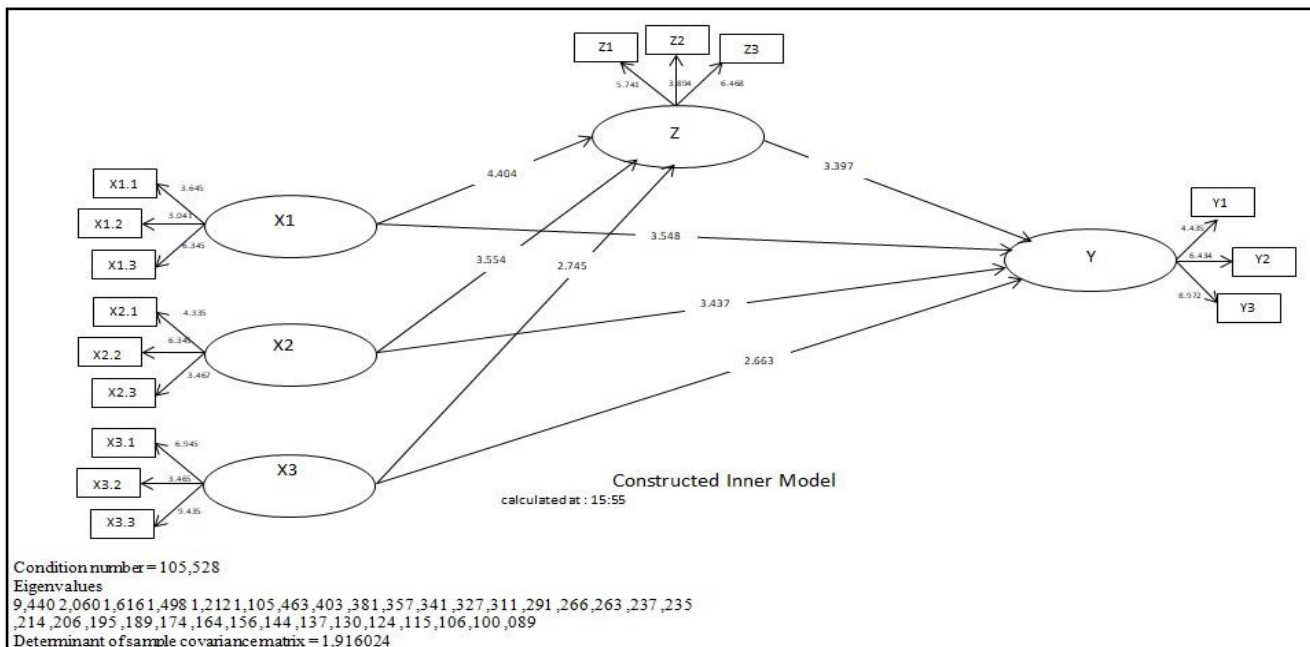 Z1
Z2
Z3
5.741
3.894
6.468
Z
X1.1
X1.2
X1.3
3.645
3.043
6.345
X1
4.404
3.397
3.548
3.554
2.745
Y
Y1
Y2
Y3
4.435
6.434
8.972
X2.1
X2.2
X2.3
4.335
6.345
3.467
X2
3.437
2.663
X3.1
X3.2
X3.3
6.945
3.465
9.435
X3
Constructed Inner Model
calculated at : 15:55
Condition number = 105,528
Eigenvalues
9,440 2,060 1,616 1,498 1,212 1,105 ,463 ,403 ,381 ,357 ,341 ,327 ,311 ,291 ,266 ,263 ,237 ,235
,214 ,206 ,195 ,189 ,174 ,164 ,156 ,144 ,137 ,130 ,124 ,115 ,106 ,100 ,089
Determinant of sample covariance matrix = 1,916024